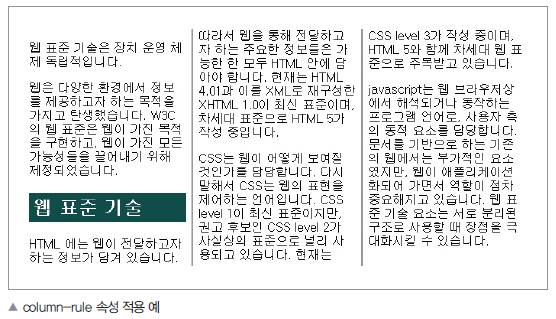 웹 표준 기술은 장치 운영 체
제 독립적입니다.
웹은 다양한 환경에서 정보
를 제공하고자 하는 목적을
가지고 탄생했습니다. W3C
의 웹 표준은 웹이 가진 목적
을 구현하고, 웹이 가진 모든
가능성들을 끌어내기 위해
제정되었습니다.
웹 표준 기술
HTML 에는 웹이 전달하고자
하는 정보가 담겨 있습니다.
따라서 웹을 통해 전달하고
자 하는 주요한 정보들은 가
능한 한 모두 HTML 안에 담
아야 합니다. 현재는 HTML
4.01과 이를 XML로 재구성한
XHTML 1.0이 최신 표준이며,
차세대 표준으로 HTML 5가
작성 중입니다.
CSS는 웹이 어떻게 보여질
것인가를 담당합니다. 다시
말해서 CSS는 웹의 표현을
제어하는 언어입니다. CSS
level 1이 최신 표준이지만,
권고 후보인 CSS level 2가
사실상의 표준으로 널리 사
용되고 있습니다. 현재는
CSS level 3가 작성 중이며,
HTML 5와 함께 차세대 웹 표
준으로 주목받고 있습니다.
javascript는 웹 브라우저상
에서 해석되거나 동작하는
프로그램 언어로, 사용자 측
의 동적 요소를 담당합니다.
문서를 기반으로 하는 기존
의 웹에서는 부가적인 요소
였지만, 웹이 애플리케이션
화되어 가면서 역할이 점차
중요해지고 있습니다. 웹 표
준 기술 요소는 서로 분리된
구조로 사용할 때 장점을 극
대화시킬 수 있습니다.
▲ column-rule 속성 적용 예